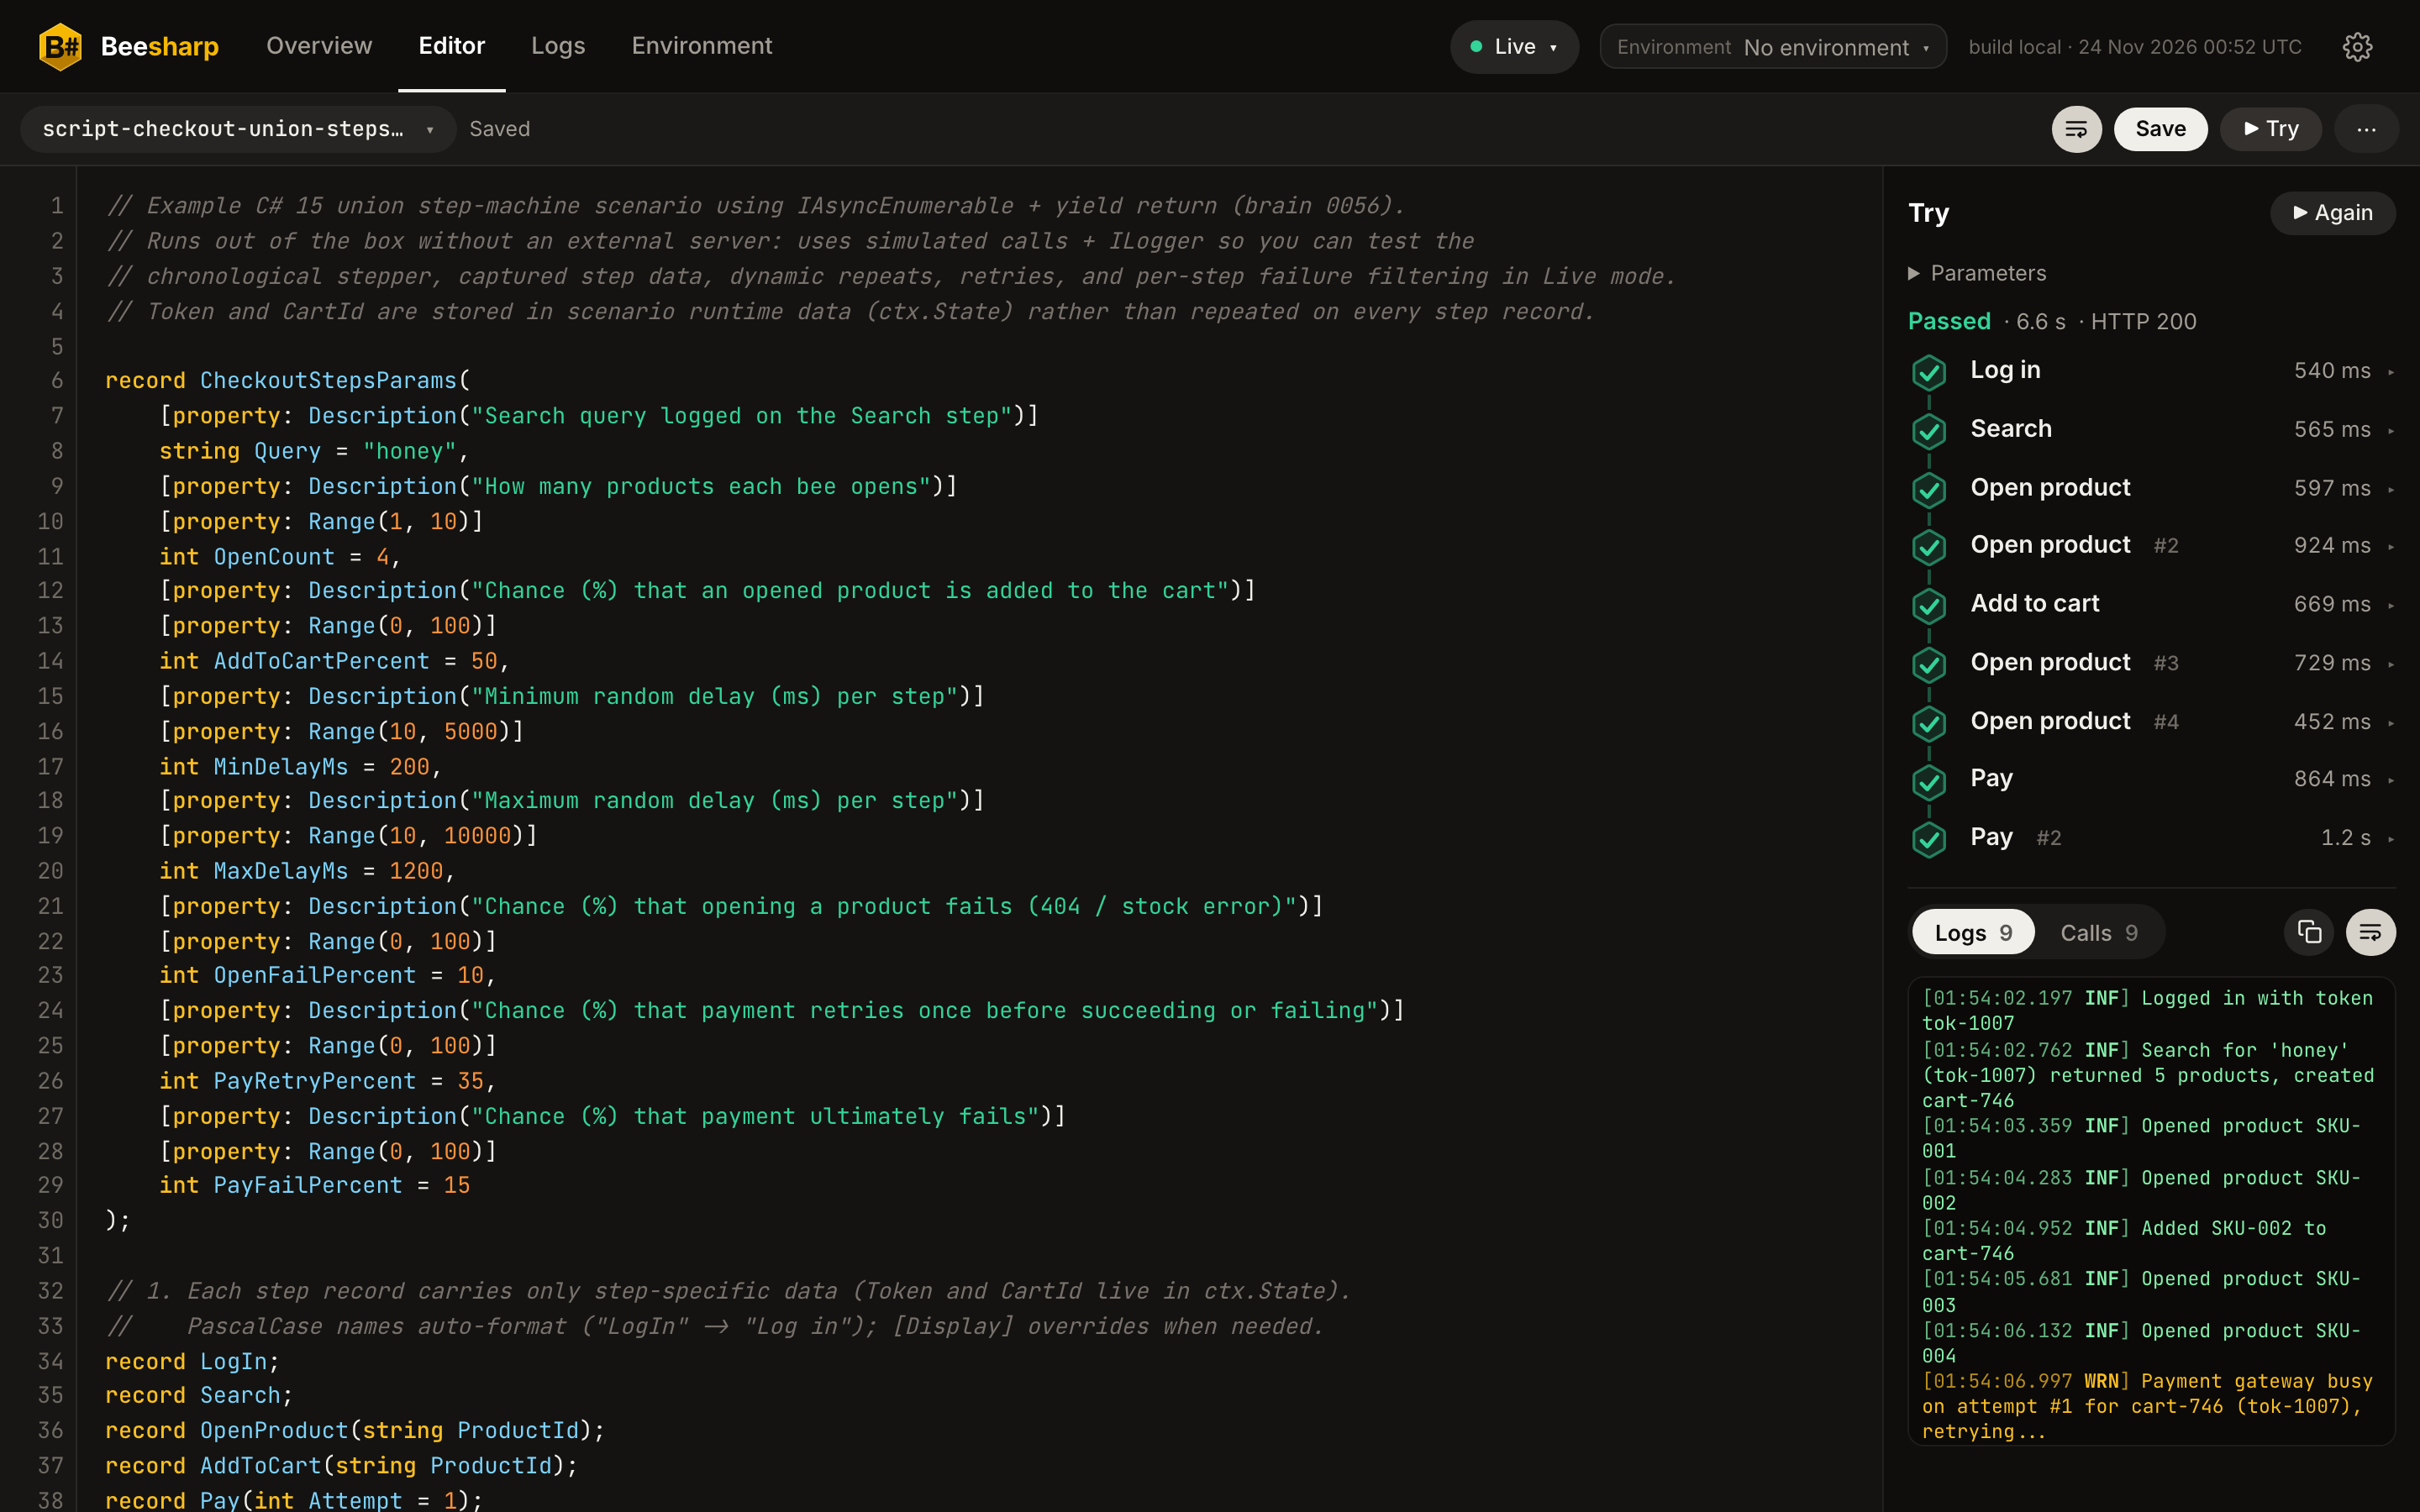 B# Beesharp Overview Editor Logs Environment Live Environment No environment build local · 24 Nov 2026 00:52 UTC
script-checkout-union-steps… Saved Save Try ...
1 // Example C# 15 union step-machine scenario using IAsyncEnumerable + yield return (brain 0056).
2 // Runs out of the box without an external server: uses simulated calls + ILogger so you can test the
3 // chronological stepper, captured step data, dynamic repeats, retries, and per-step failure filtering in Live mode.
4 // Token and CartId are stored in scenario runtime data (ctx.State) rather than repeated on every step record.
5
6 record CheckoutStepsParams(
7     [property: Description("Search query logged on the Search step")]
8     string Query = "honey",
9     [property: Description("How many products each bee opens")]
10     [property: Range(1, 10)]
11     int OpenCount = 4,
12     [property: Description("Chance (%) that an opened product is added to the cart")]
13     [property: Range(0, 100)]
14     int AddToCartPercent = 50,
15     [property: Description("Minimum random delay (ms) per step")]
16     [property: Range(10, 5000)]
17     int MinDelayMs = 200,
18     [property: Description("Maximum random delay (ms) per step")]
19     [property: Range(10, 10000)]
20     int MaxDelayMs = 1200,
21     [property: Description("Chance (%) that opening a product fails (404 / stock error)")]
22     [property: Range(0, 100)]
23     int OpenFailPercent = 10,
24     [property: Description("Chance (%) that payment retries once before succeeding or failing")]
25     [property: Range(0, 100)]
26     int PayRetryPercent = 35,
27     [property: Description("Chance (%) that payment ultimately fails")]
28     [property: Range(0, 100)]
29     int PayFailPercent = 15
30 );
31
32 // 1. Each step record carries only step-specific data (Token and CartId live in ctx.State).
33 //    PascalCase names auto-format ("LogIn" -> "Log in"); [Display] overrides when needed.
34 record LogIn;
35 record Search;
36 record OpenProduct(string ProductId);
37 record AddToCart(string ProductId);
38 record Pay(int Attempt = 1);
Try Again
Parameters
Passed · 6.6 s · HTTP 200
Log in 540 ms
Search 565 ms
Open product 597 ms
Open product #2 924 ms
Add to cart 669 ms
Open product #3 729 ms
Open product #4 452 ms
Pay 864 ms
Pay #2 1.2 s
Logs 9 Calls 9
[01:54:02.197 INF] Logged in with token
tok-1007
[01:54:02.762 INF] Search for 'honey'
(tok-1007) returned 5 products, created
cart-746
[01:54:03.359 INF] Opened product SKU-
001
[01:54:04.283 INF] Opened product SKU-
002
[01:54:04.952 INF] Added SKU-002 to
cart-746
[01:54:05.681 INF] Opened product SKU-
003
[01:54:06.132 INF] Opened product SKU-
004
[01:54:06.997 WRN] Payment gateway busy
on attempt #1 for cart-746 (tok-1007),
retrying...